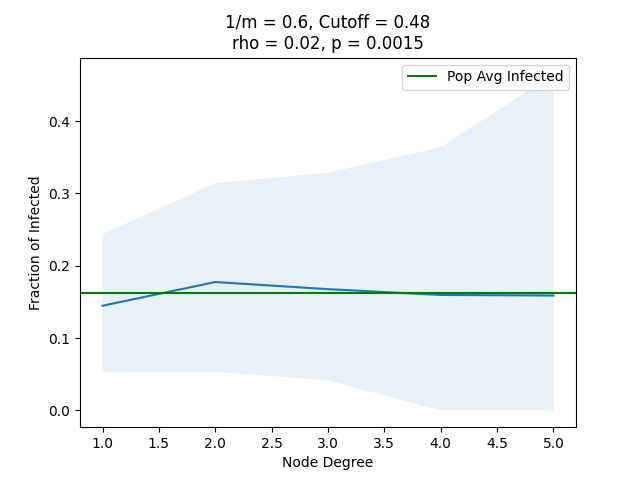 1/m = 0.6, Cutoff = 0.48
rho = 0.02, p = 0.0015
Pop Avg Infected
Fraction of Infected
0.4
0.3
0.2
0.1
0.0
1.0 1.5 2.0 2.5 3.0 3.5 4.0 4.5 5.0
Node Degree